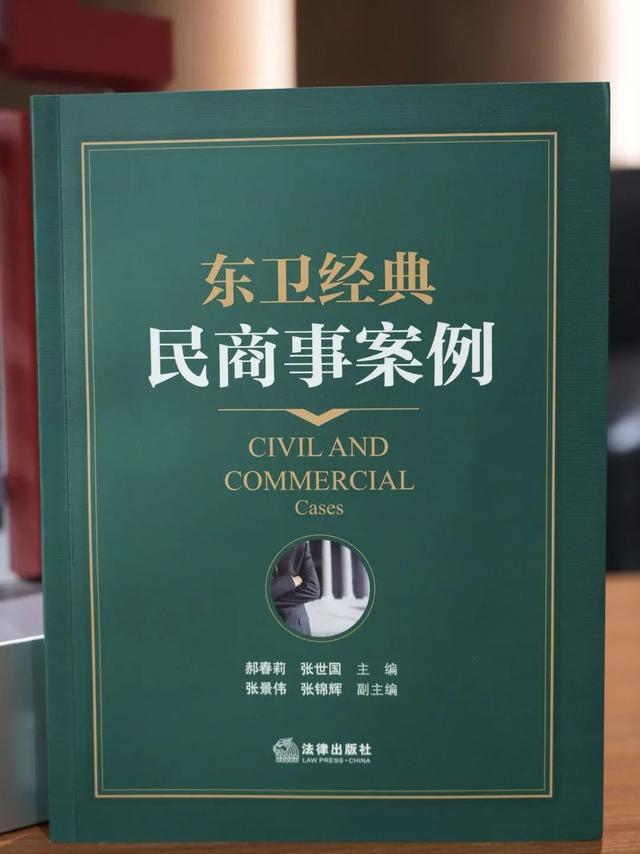 东卫经典
民商事案例
CIVIL AND
COMMERCIAL
Cases
郝春莉 张世国 主编
张景伟 张锦辉 副主编
法律出版社
LAW PRESS·CHINA